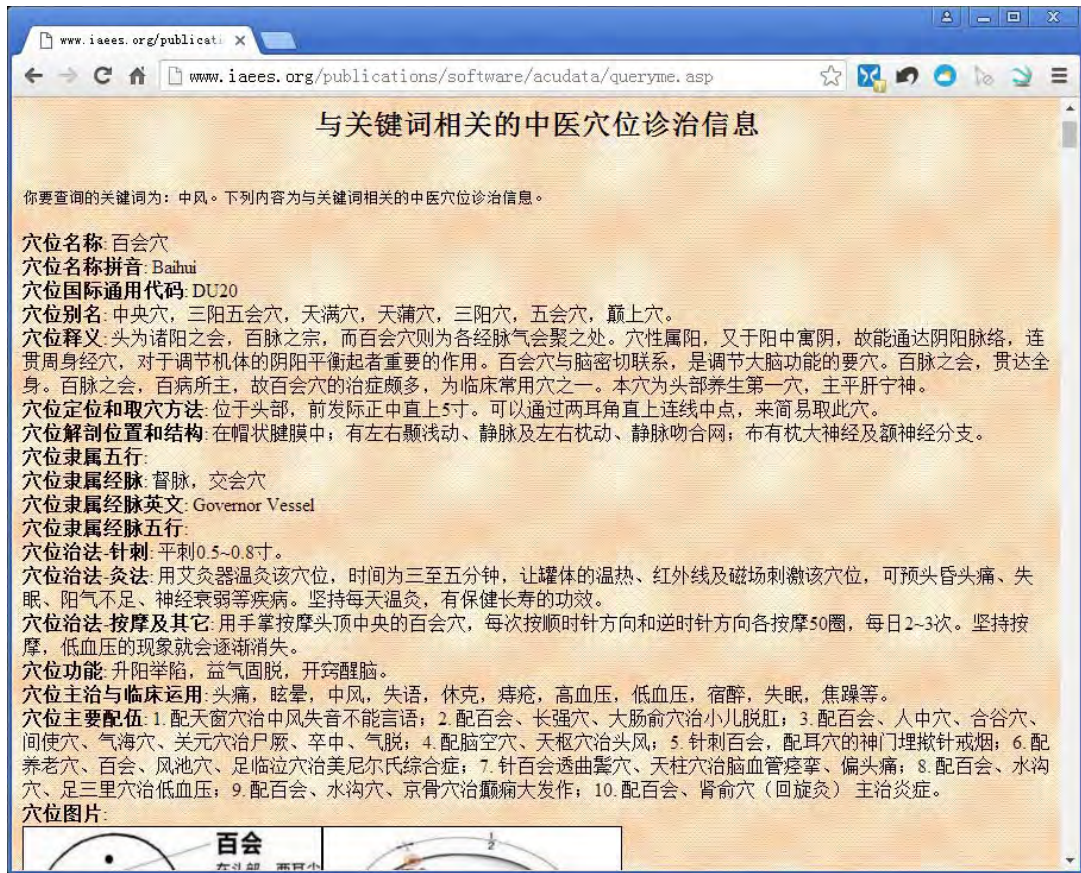 www.iaees.org/publicati
www.iaees.org/publications/software/acudata/queryme.asp
与关键词相关的中医穴位诊治信息
你要查询的关键词为：中风。下列内容为与关键词相关的中医穴位诊治信息。
穴位名称: 百会穴
穴位名称拼音: Baihui
穴位国际通用代码: DU20
穴位别名: 中央穴，三阳五会穴，天满穴，天蒲穴，三阳穴，五会穴，巅上穴。
穴位释义: 头为诸阳之会，百脉之宗，而百会穴则为各经脉气会聚之处。穴性属阳，又于阳中寓阴，故能通达阴阳脉络，连
贯周身经穴，对于调节机体的阴阳平衡起者重要的作用。百会穴与脑密切联系，是调节大脑功能的要穴。百脉之会，贯达全
身。百脉之会，百病所主，故百会穴的治症颇多，为临床常用穴之一。本穴为头部养生第一穴，主平肝宁神。
穴位定位和取穴方法: 位于头部，前发际正中直上5寸。可以通过两耳角直上连线中点，来简易取此穴。
穴位解剖位置和结构: 在帽状腱膜中；有左右颞浅动、静脉及左右枕动、静脉吻合网；布有枕大神经及额神经分支。
穴位隶属五行:
穴位隶属经脉: 督脉，交会穴
穴位隶属经脉英文: Governor Vessel
穴位隶属经脉五行:
穴位治法-针刺: 平刺0.5~0.8寸。
穴位治法-灸法: 用艾灸器温灸该穴位，时间为三至五分钟，让罐体的温热、红外线及磁场刺激该穴位，可预头昏头痛、失
眠、阳气不足、神经衰弱等疾病。坚持每天温灸，有保健长寿的功效。
穴位治法-按摩及其它: 用手掌按摩头顶中央的百会穴，每次按顺时针方向和逆时针方向各按摩50圈，每日2~3次。坚持按
摩，低血压的现象就会逐渐消失。
穴位功能: 升阳举陷，益气固脱，开窍醒脑。
穴位主治与临床运用: 头痛，眩晕，中风，失语，休克，痔疮，高血压，低血压，宿醉，失眠，焦躁等。
穴位主要配伍: 1. 配天窗穴治中风失音不能言语；2. 配百会、长强穴、大肠俞穴治小儿脱肛；3. 配百会、人中穴、合谷穴、
间使穴、气海穴、关元穴治尸厥、卒中、气脱；4. 配脑空穴、天枢穴治头风；5. 针刺百会，配耳穴的神门埋揿针戒烟；6. 配
养老穴、百会、风池穴、足临泣穴治美尼尔氏综合症；7. 针百会透曲鬓穴、天柱穴治脑血管痉挛、偏头痛；8. 配百会、水沟
穴、足三里穴治低血压；9. 配百会、水沟穴、京骨穴治癫痫大发作；10. 配百会、肾俞穴（回旋灸） 主治炎症。
穴位图片:
百会